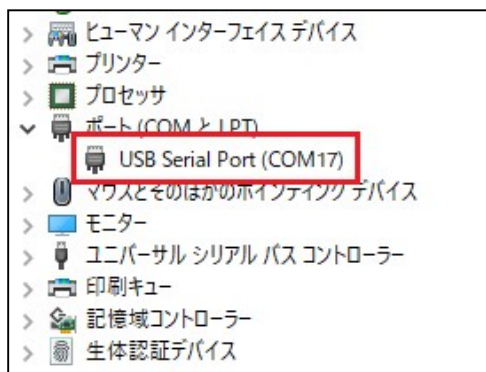 ヒューマン インターフェイス デバイス
プリンター
プロセッサ
ポート (COM と LPT)
USB Serial Port (COM17)
マウスとそのほかのポインティング デバイス
モニター
ユニバーサル シリアル バス コントローラー
印刷キュー
記憶域コントローラー
生体認証デバイス